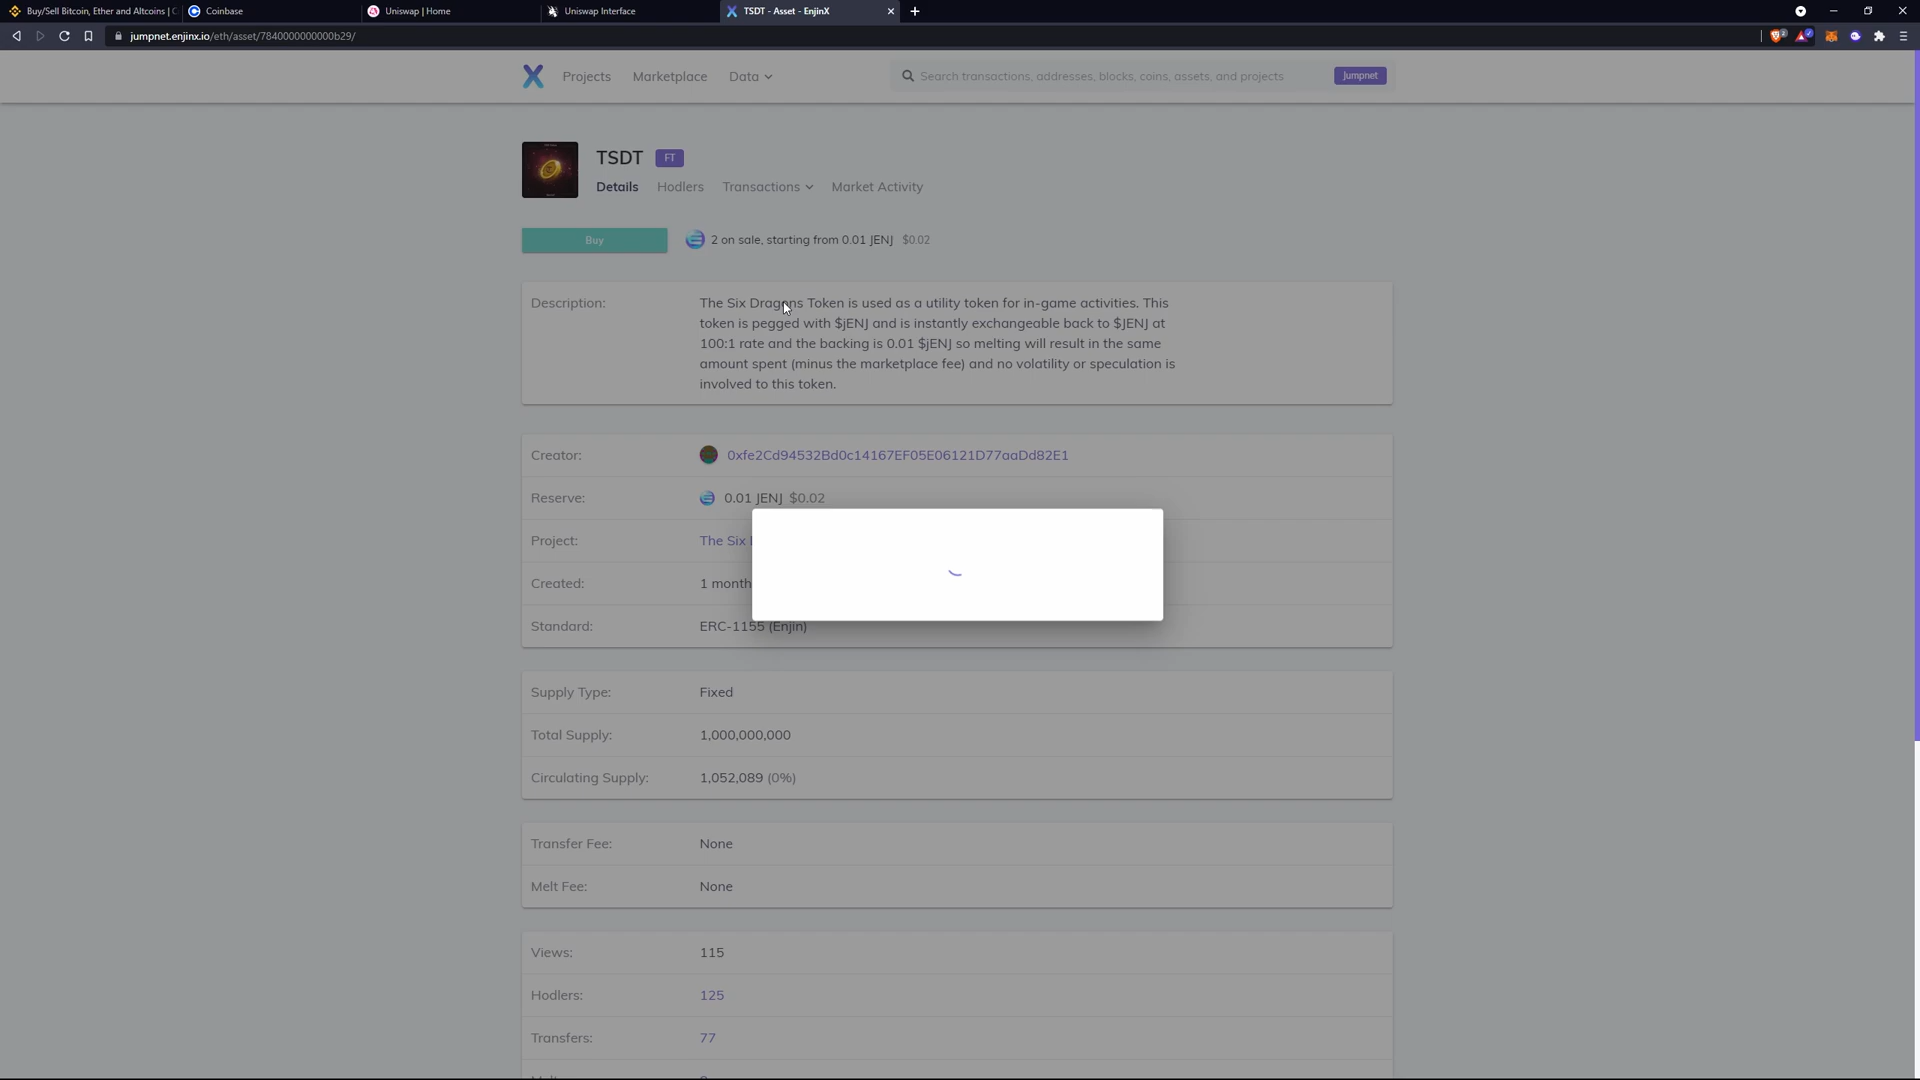 Buy/Sell Bitcoin, Ether and Altcoins |
Coinbase
Uniswap | Home
Uniswap Interface
TSDT - Asset - EnjinX
jumpnet.enjinx.io/eth/asset/7840000000000b29/
Projects
Marketplace
Data
Search transactions, addresses, blocks, coins, assets, and projects
Jumpnet
TSDT FT
Details
Hodlers
Transactions
Market Activity
Buy
2 on sale, starting from 0.01 JENJ $0.02
Description:
The Six Dragons Token is used as a utility token for in-game activities. This
token is pegged with $jENJ and is instantly exchangeable back to $JENJ at
100:1 rate and the backing is 0.01 $jENJ so melting will result in the same
amount spent (minus the marketplace fee) and no volatility or speculation is
involved to this token.
Creator:
0xfe2Cd94532Bd0c14167EF05E06121D77aaDd82E1
Reserve:
0.01 JENJ $0.02
Project:
The Six
Created:
1 month
Standard:
ERC-1155 (Enjin)
Supply Type:
Fixed
Total Supply:
1,000,000,000
Circulating Supply:
1,052,089 (0%)
Transfer Fee:
None
Melt Fee:
None
Views:
115
Hodlers:
125
Transfers:
77